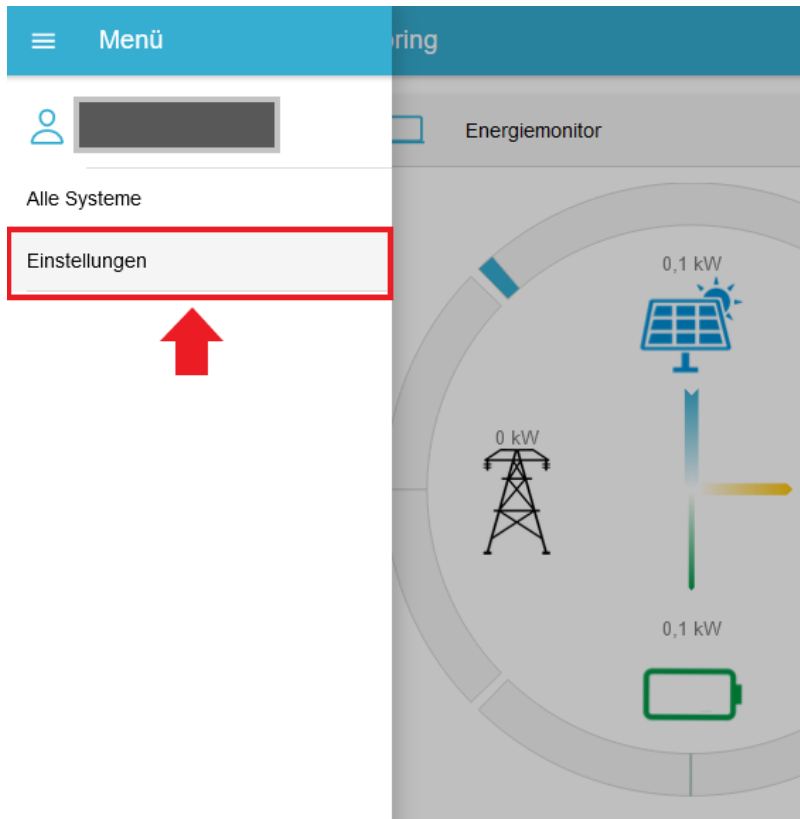 Menü
Alle Systeme
Einstellungen
oring
Energiemonitor
0,1 kW
0 kW
0,1 kW